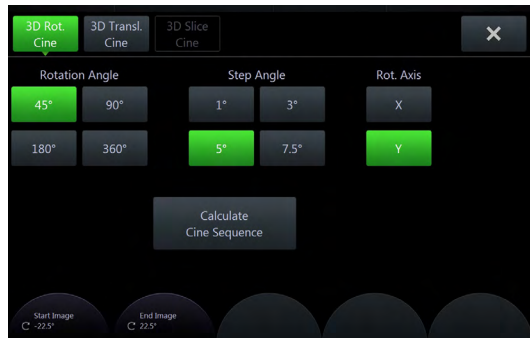 3D Rot.
Cine
3D Transl.
Cine
3D Slice
Cine
×
Rotation Angle
Step Angle
Rot. Axis
45°
90°
1°
3°
X
180°
360°
5°
7.5°
Y
Calculate
Cine Sequence
Start Image
-22.5°
End Image
22.5°